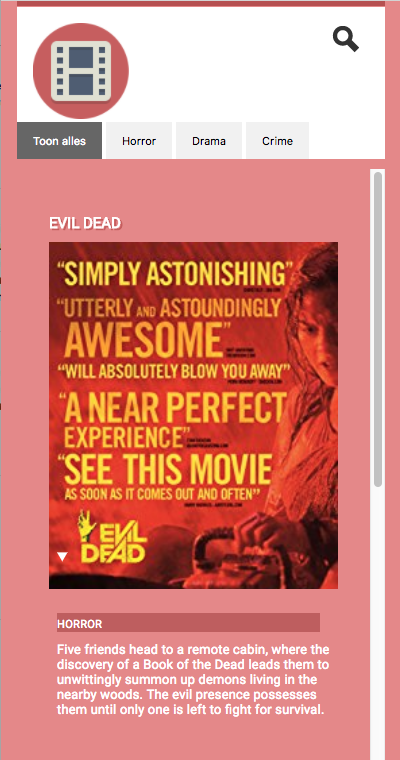 Toon alles
Horror
Drama
Crime
EVIL DEAD
“SIMPLY ASTONISHING”
“UTTERLY AND ASTOUNDINGLY
AWESOME”
“WILL ABSOLUTELY BLOW YOU AWAY”
“A NEAR PERFECT
EXPERIENCE”
“SEE THIS MOVIE
AS SOON AS IT COMES OUT AND OFTEN”
EVIL
DEAD
HORROR
Five friends head to a remote cabin, where the
discovery of a Book of the Dead leads them to
unwittingly summon up demons living in the
nearby woods. The evil presence possesses
them until only one is left to fight for survival.